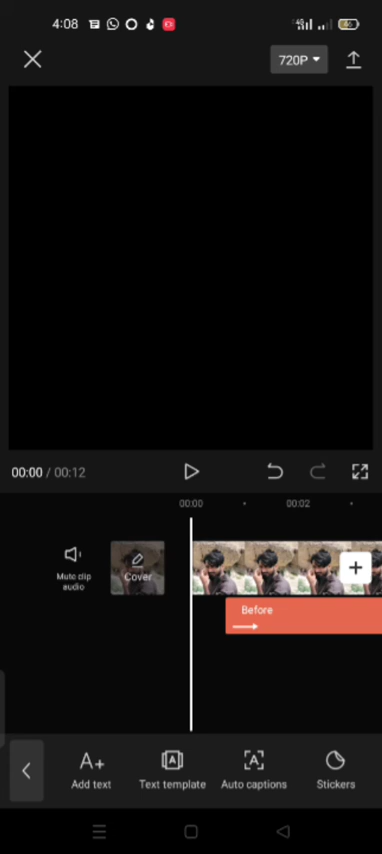 4:08
4G
720P
00:00 / 00:12
00:00
00:02
Mute clip
audio
Cover
Before
A+
Add text
Text template
Auto captions
Stickers